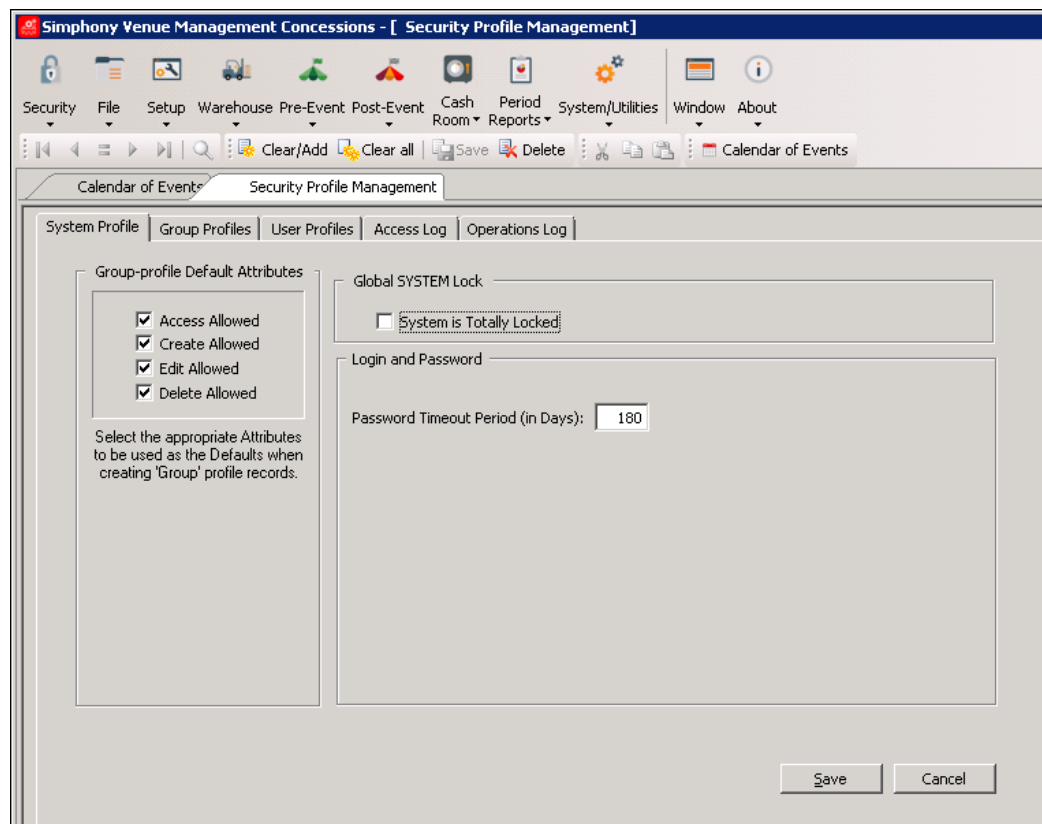 Simphony Venue Management Concessions - [ Security Profile Management]
Security File Setup Warehouse Pre-Event Post-Event Cash Room Period Reports System/Utilities Window About
Clear/Add Clear all Save Delete Calendar of Events
Calendar of Events Security Profile Management
System Profile Group Profiles User Profiles Access Log Operations Log
Group-profile Default Attributes
Access Allowed
Create Allowed
Edit Allowed
Delete Allowed
Select the appropriate Attributes
to be used as the Defaults when
creating 'Group' profile records.
Global SYSTEM Lock
System is Totally Locked
Login and Password
Password Timeout Period (in Days): 180
Save Cancel